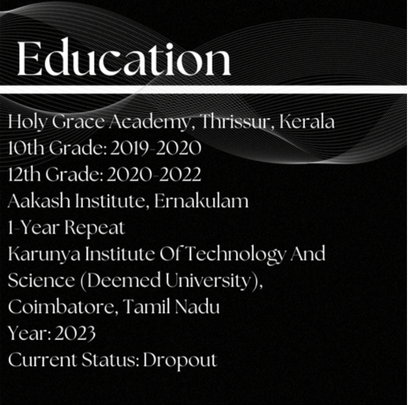 Education
Holy Grace Academy, Thrissur, Kerala
10th Grade: 2019-2020
12th Grade: 2020-2022
Aakash Institute, Ernakulam
1-Year Repeat
Karunya Institute Of Technology And
Science (Deemed University),
Coimbatore, Tamil Nadu
Year: 2023
Current Status: Dropout